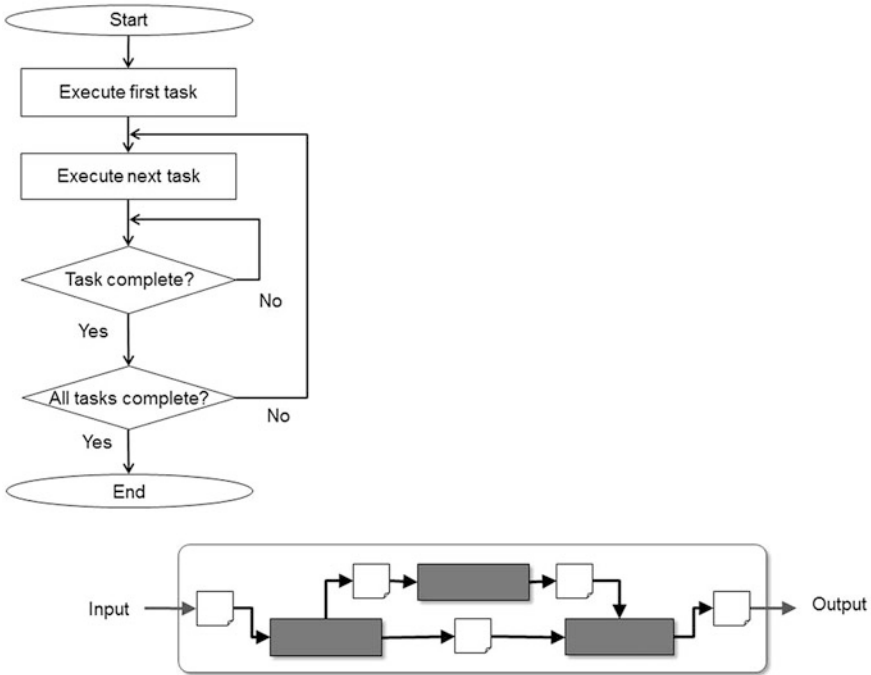 Start
Execute first task
Execute next task
Task complete?
No
Yes
All tasks complete?
No
Yes
End
Input
Output